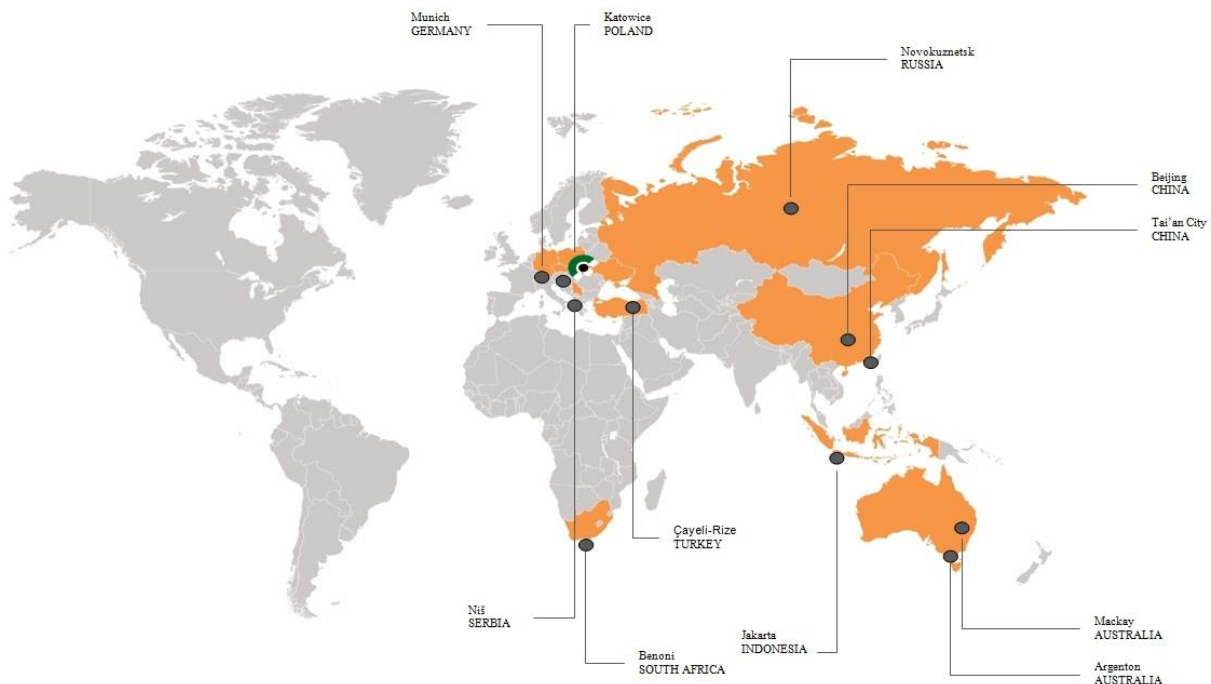 Munich
GERMANY
Katowice
POLAND
Novokuznetsk
RUSSIA
Beijing
CHINA
Tai’an City
CHINA
Çayeli-Rize
TURKEY
Niš
SERBIA
Jakarta
INDONESIA
Mackay
AUSTRALIA
Benoni
SOUTH AFRICA
Argenton
AUSTRALIA